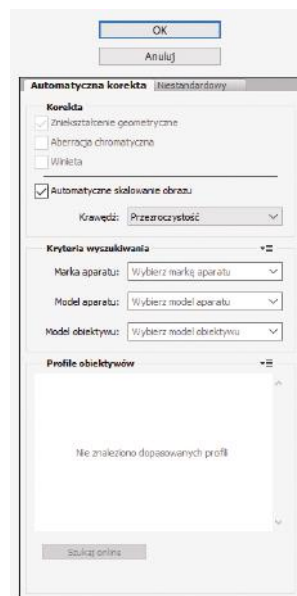 OK
Anuluj
Automatyczna korekta Niestandardowy
Korekta
Zniekształcenie geometryczne
Aberracja chromatyczna
Winieta
Automatyczne skalowanie obrazu
Krawędź: Przezroczystość
Kryteria wyszukiwania
Marka aparatu: Wybierz markę aparatu
Model aparatu: Wybierz model aparatu
Model obiektywu: Wybierz model obiektywu
Profile obiektywów
Nie znaleziono dopasowanych profili
Szukaj online